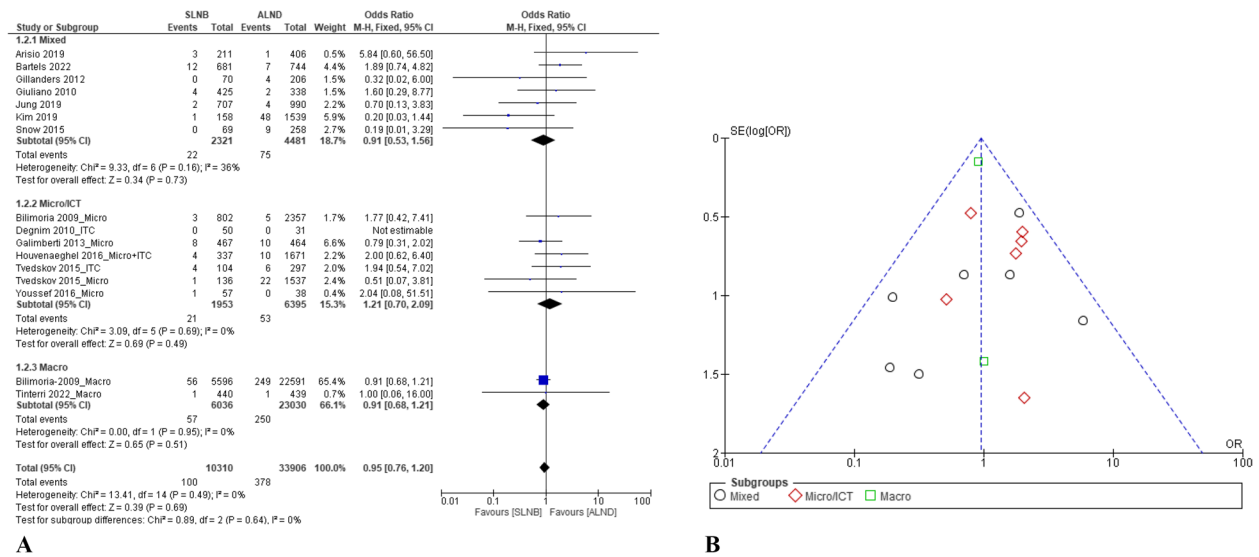 SLNB ALND Odds Ratio Odds Ratio
Study or Subgroup Events Total Events Total Weight M-H, Fixed, 95% CI M-H, Fixed, 95% CI
1.2.1 Mixed
Arisio 2019 3 211 1 406 0.5% 5.84 [0.60, 56.50]
Bartels 2022 12 681 7 744 4.4% 1.89 [0.74, 4.82]
Gillanders 2012 0 70 4 206 1.5% 0.32 [0.02, 6.00]
Giuliano 2010 4 425 2 338 1.5% 1.60 [0.29, 8.77]
Jung 2019 2 707 4 990 2.2% 0.70 [0.13, 3.83]
Kim 2019 1 158 48 1539 5.9% 0.20 [0.03, 1.44]
Snow 2015 0 69 9 258 2.7% 0.19 [0.01, 3.29]
Subtotal (95% CI) 2321 4481 18.7% 0.91 [0.53, 1.56]
Total events 22 75
Heterogeneity: Chi² = 9.33, df = 6 (P = 0.16); I² = 36%
Test for overall effect: Z = 0.34 (P = 0.73)
1.2.2 Micro/ICT
Bilimoria 2009_Micro 3 802 5 2357 1.7% 1.77 [0.42, 7.41]
Degnim 2010_ITC 0 50 0 31 Not estimable
Galimberti 2013_Micro 8 467 10 464 6.6% 0.79 [0.31, 2.02]
Houvenaeghel 2016_Micro+ITC 4 337 10 1671 2.2% 2.00 [0.62, 6.40]
Tvedskov 2015_ITC 4 104 6 297 2.0% 1.94 [0.54, 7.02]
Tvedskov 2015_Micro 1 136 22 1537 2.4% 0.51 [0.07, 3.81]
Youssef 2016_Micro 1 57 0 38 0.4% 2.04 [0.08, 51.51]
Subtotal (95% CI) 1953 6395 15.3% 1.21 [0.70, 2.09]
Total events 21 53
Heterogeneity: Chi² = 3.09, df = 5 (P = 0.69); I² = 0%
Test for overall effect: Z = 0.69 (P = 0.49)
1.2.3 Macro
Bilimoria-2009_Macro 56 5596 249 22591 65.4% 0.91 [0.68, 1.21]
Tinterri 2022_Macro 1 440 1 439 0.7% 1.00 [0.06, 16.00]
Subtotal (95% CI) 6036 23030 66.1% 0.91 [0.68, 1.21]
Total events 57 250
Heterogeneity: Chi² = 0.00, df = 1 (P = 0.95); I² = 0%
Test for overall effect: Z = 0.65 (P = 0.51)
Total (95% CI) 10310 33906 100.0% 0.95 [0.76, 1.20]
Total events 100 378
Heterogeneity: Chi² = 13.41, df = 14 (P = 0.49); I² = 0%
Test for overall effect: Z = 0.39 (P = 0.69)
Test for subgroup differences: Chi² = 0.89, df = 2 (P = 0.64), I² = 0%
0.01 0.1 1 10 100
Favours [SLNB] Favours [ALND]
A
SE(log[OR])
0
0.5
1
1.5
2
0.01 0.1 1 10 100
OR
Subgroups
Mixed Micro/ICT Macro
B